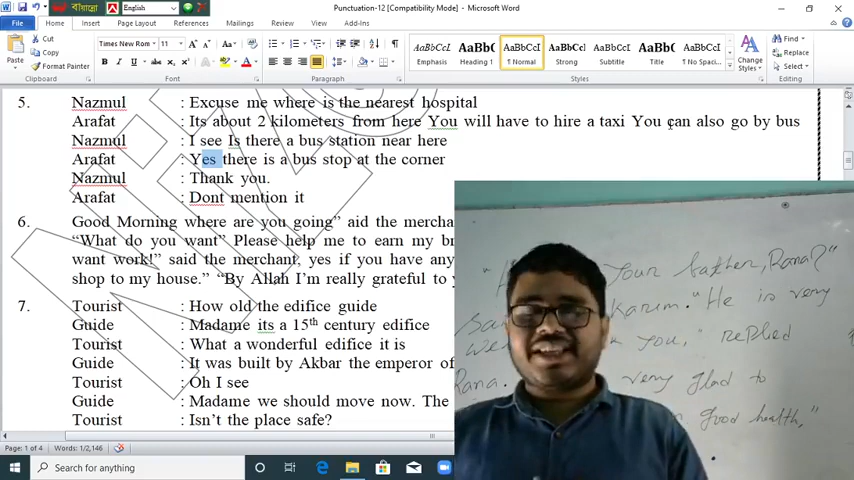 Punctuation-12 [Compatibility Mode] - Microsoft Word
File Home Insert Page Layout References Mailings Review View Add-Ins
Cut
Copy
Format Painter
Paste
Clipboard
Times New Rom 11
Font
Paragraph
AaBbCcI AaBbC AaBbCcI AaBbCcI AaBbC AaBbCcI
Emphasis Heading 1 ¶ Normal Strong Subtitle Title ¶ No Spaci...
Change Styles
Styles
Find
Replace
Select
Editing
5. Nazmul : Excuse me where is the nearest hospital
Arafat : Its about 2 kilometers from here You will have to hire a taxi You can also go by bus
Nazmul : I see Is there a bus station near here
Arafat : Yes there is a bus stop at the corner
Nazmul : Thank you.
Arafat : Dont mention it
6. Good Morning where are you going” aid the mercha
“What do you want” Please help me to earn my br
want work!” said the merchant, yes if you have any
shop to my house.” “By Allah I’m really grateful to y
7. Tourist : How old the edifice guide
Guide : Madame its a 15th century edifice
Tourist : What a wonderful edifice it is
Guide : It was built by Akbar the emperor of
Tourist : Oh I see
Guide : Madame we should move now. The
Tourist : Isn’t the place safe?
your father, Rana?"
Karim. "He is very
you," replied
Rana. very glad to
good health,"
Page: 1 of 4 Words: 1/2,146
Search for anything